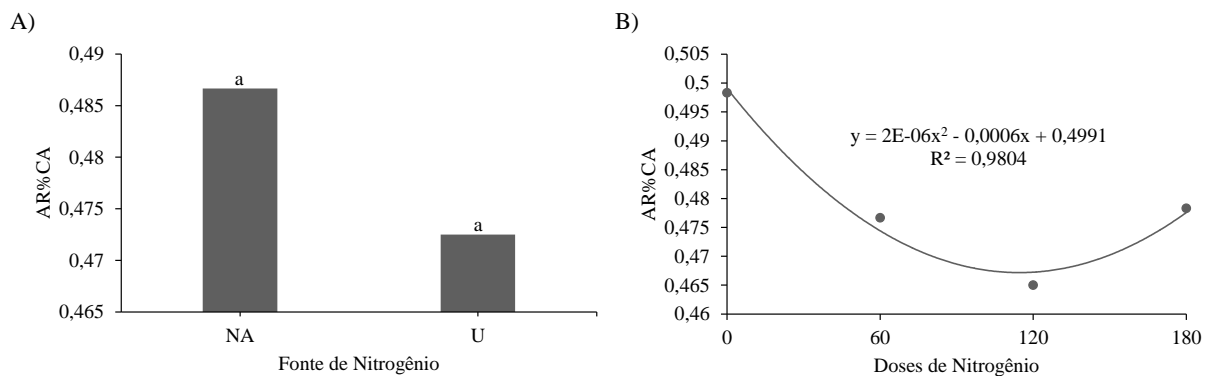 A)
0,49
0,485
0,48
0,475
0,47
0,465
AR%CA
a
a
NA
U
Fonte de Nitrogênio
B)
0,505
0,5
0,495
0,49
0,485
0,48
0,475
0,47
0,465
0,46
AR%CA
y = 2E-06x² - 0,0006x + 0,4991
R² = 0,9804
0
60
120
180
Doses de Nitrogênio